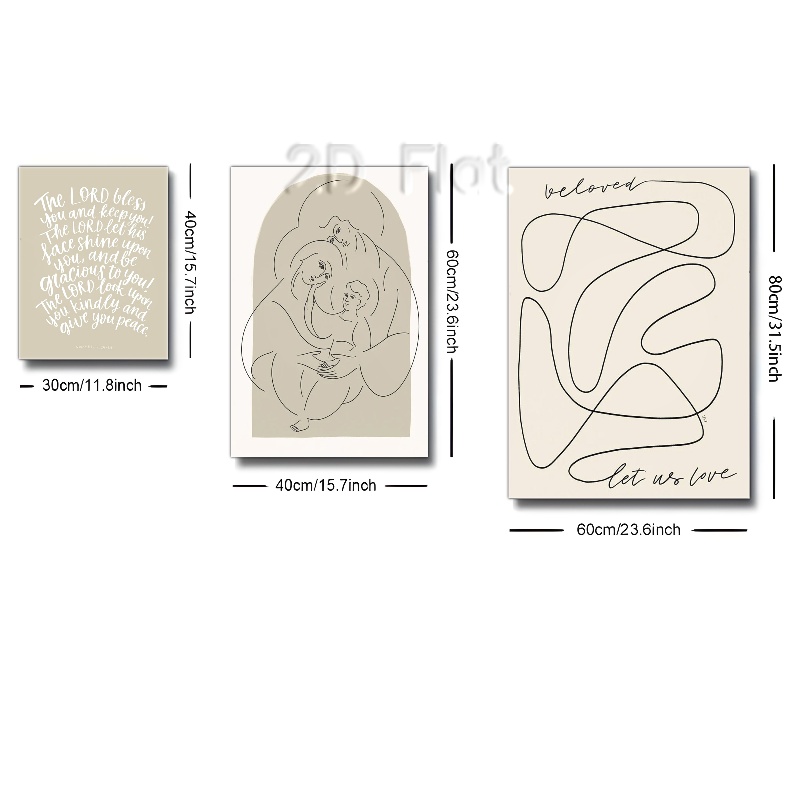 2D Flat
The LORD bless
you and keep you!
The LORD let his
face shine upon
you, and be
gracious to you!
The LORD look upon
you kindly and
give you peace.
40cm/15.7inch
30cm/11.8inch
60cm/23.6inch
40cm/15.7inch
beloved
let us love
80cm/31.5inch
60cm/23.6inch